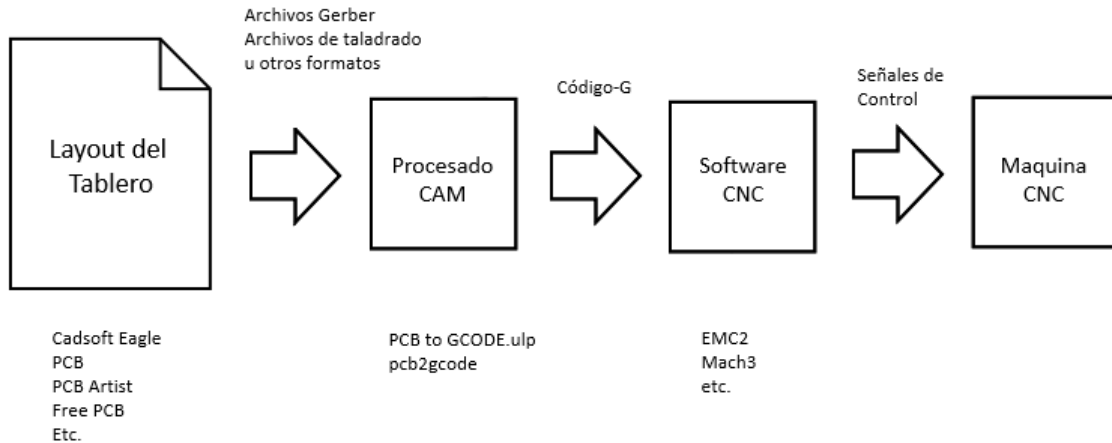 Archivos Gerber
Archivos de taladrado
u otros formatos
Layout del
Tablero
Procesado
CAM
Código-G
Software
CNC
Señales de
Control
Maquina
CNC
Cadsoft Eagle
PCB
PCB Artist
Free PCB
Etc.
PCB to GCODE.ulp
pcb2gcode
EMC2
Mach3
etc.